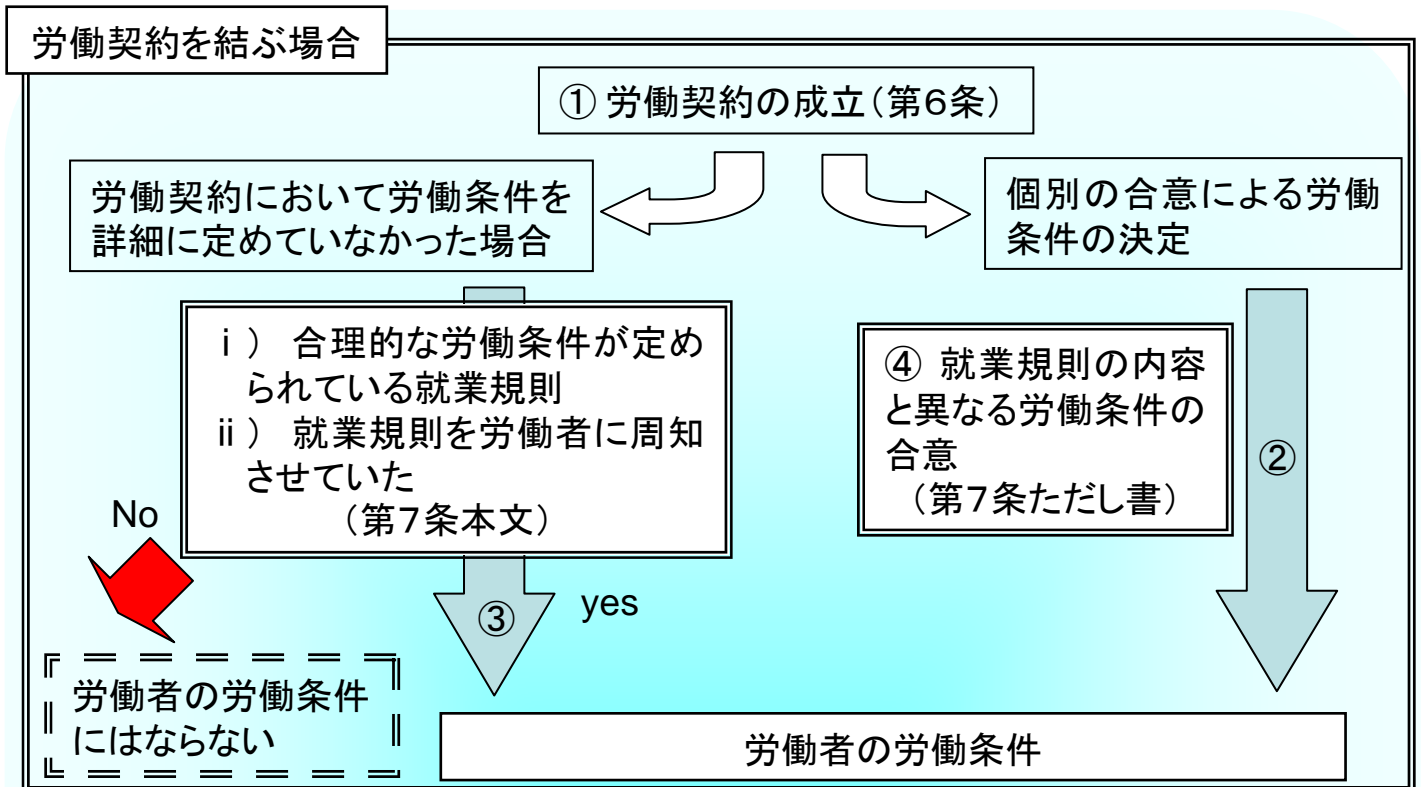 労働契約を結ぶ場合
① 労働契約の成立(第6条)
労働契約において労働条件を
詳細に定めていなかった場合
個別の合意による労働
条件の決定
ⅰ) 合理的な労働条件が定め
られている就業規則
ⅱ) 就業規則を労働者に周知
させていた
(第7条本文)
④ 就業規則の内容
と異なる労働条件の
合意
(第7条ただし書)
②
No
③
yes
労働者の労働条件
にはならない
労働者の労働条件